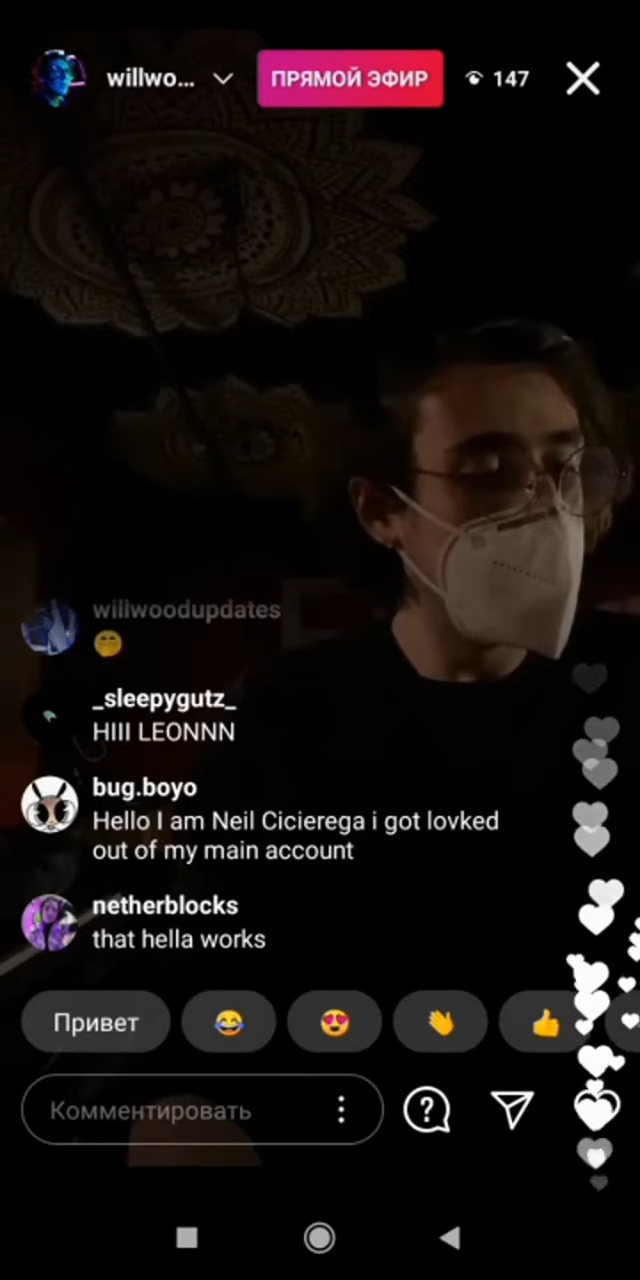 willwo...
ПРЯМОЙ ЭФИР
147
willwoodupdates
_sleepygutz_
HIII LEONNN
bug.boyo
Hello I am Neil Cicierega i got lovked
out of my main account
netherblocks
that hella works
Привет
Комментировать